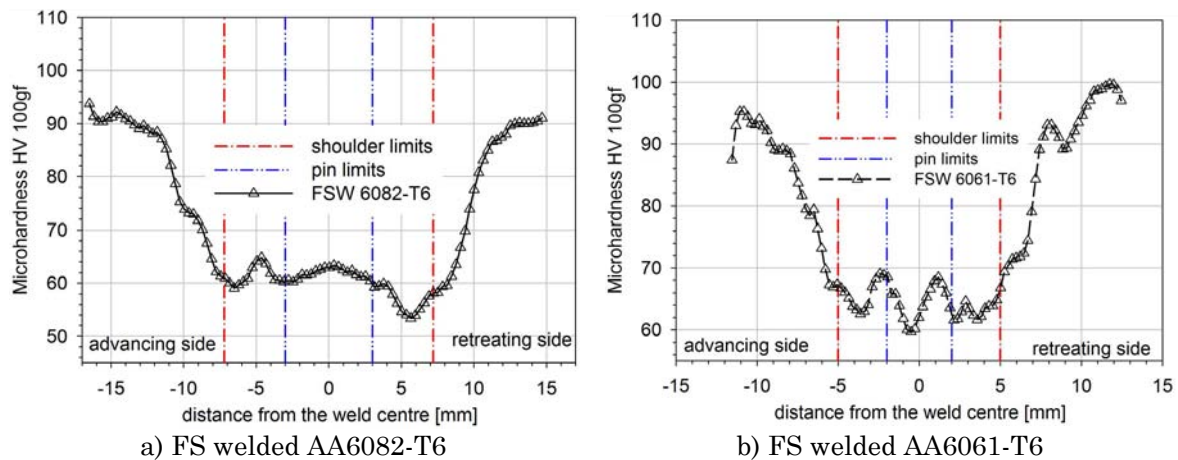 110
100
90
80
70
60
50
Microhardness HV 100gf
shoulder limits
pin limits
FSW 6082-T6
advancing side
retreating side
-15
-10
-5
0
5
10
15
distance from the weld centre [mm]
a) FS welded AA6082-T6
110
100
90
80
70
60
Microhardness HV 100gf
shoulder limits
pin limits
FSW 6061-T6
advancing side
retreating side
-15
-10
-5
0
5
10
15
distance from the weld centre [mm]
b) FS welded AA6061-T6